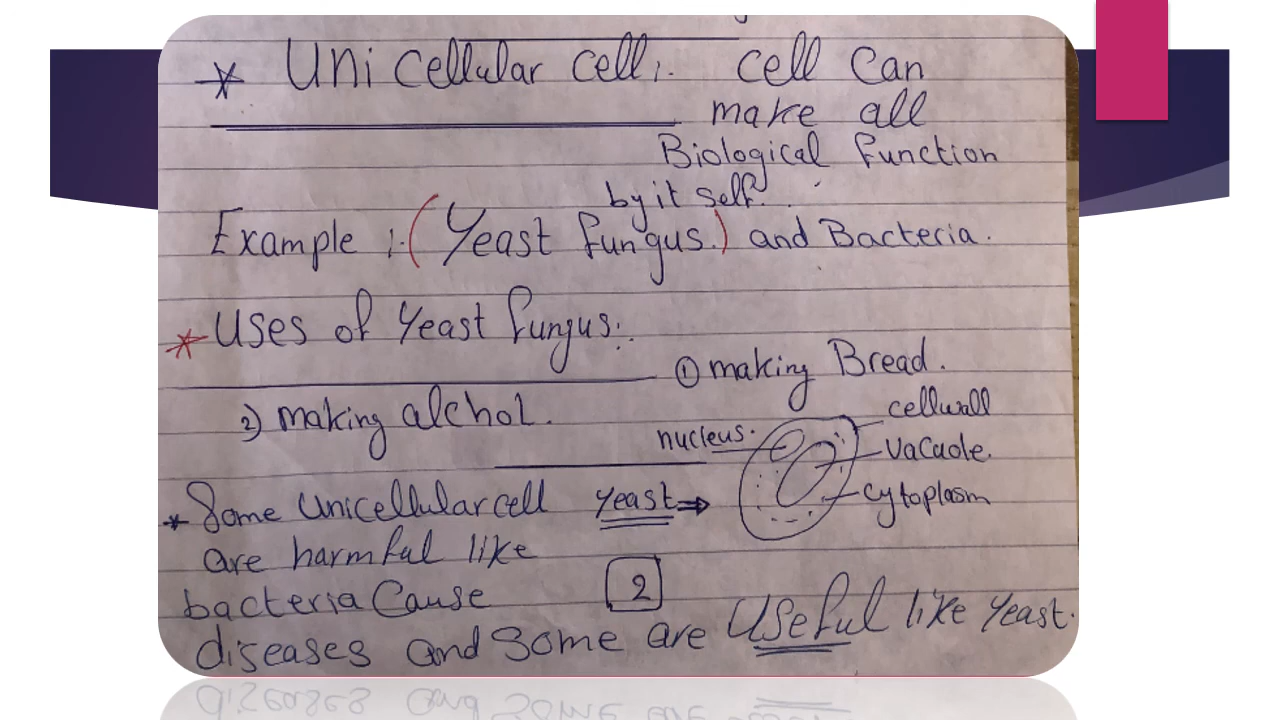 * Unicellular cell :. cell can
make all
Biological function
by it self.
Example :. (Yeast fungus.) and Bacteria.
* Uses of Yeast fungus:.
① making Bread.
2) making alchol.
cellwall
nucleus.
vacuole.
* Some Unicellular cell yeast ⇒
cytoplasm
are harmful like
2
bacteria cause
diseases and some are useful like yeast.